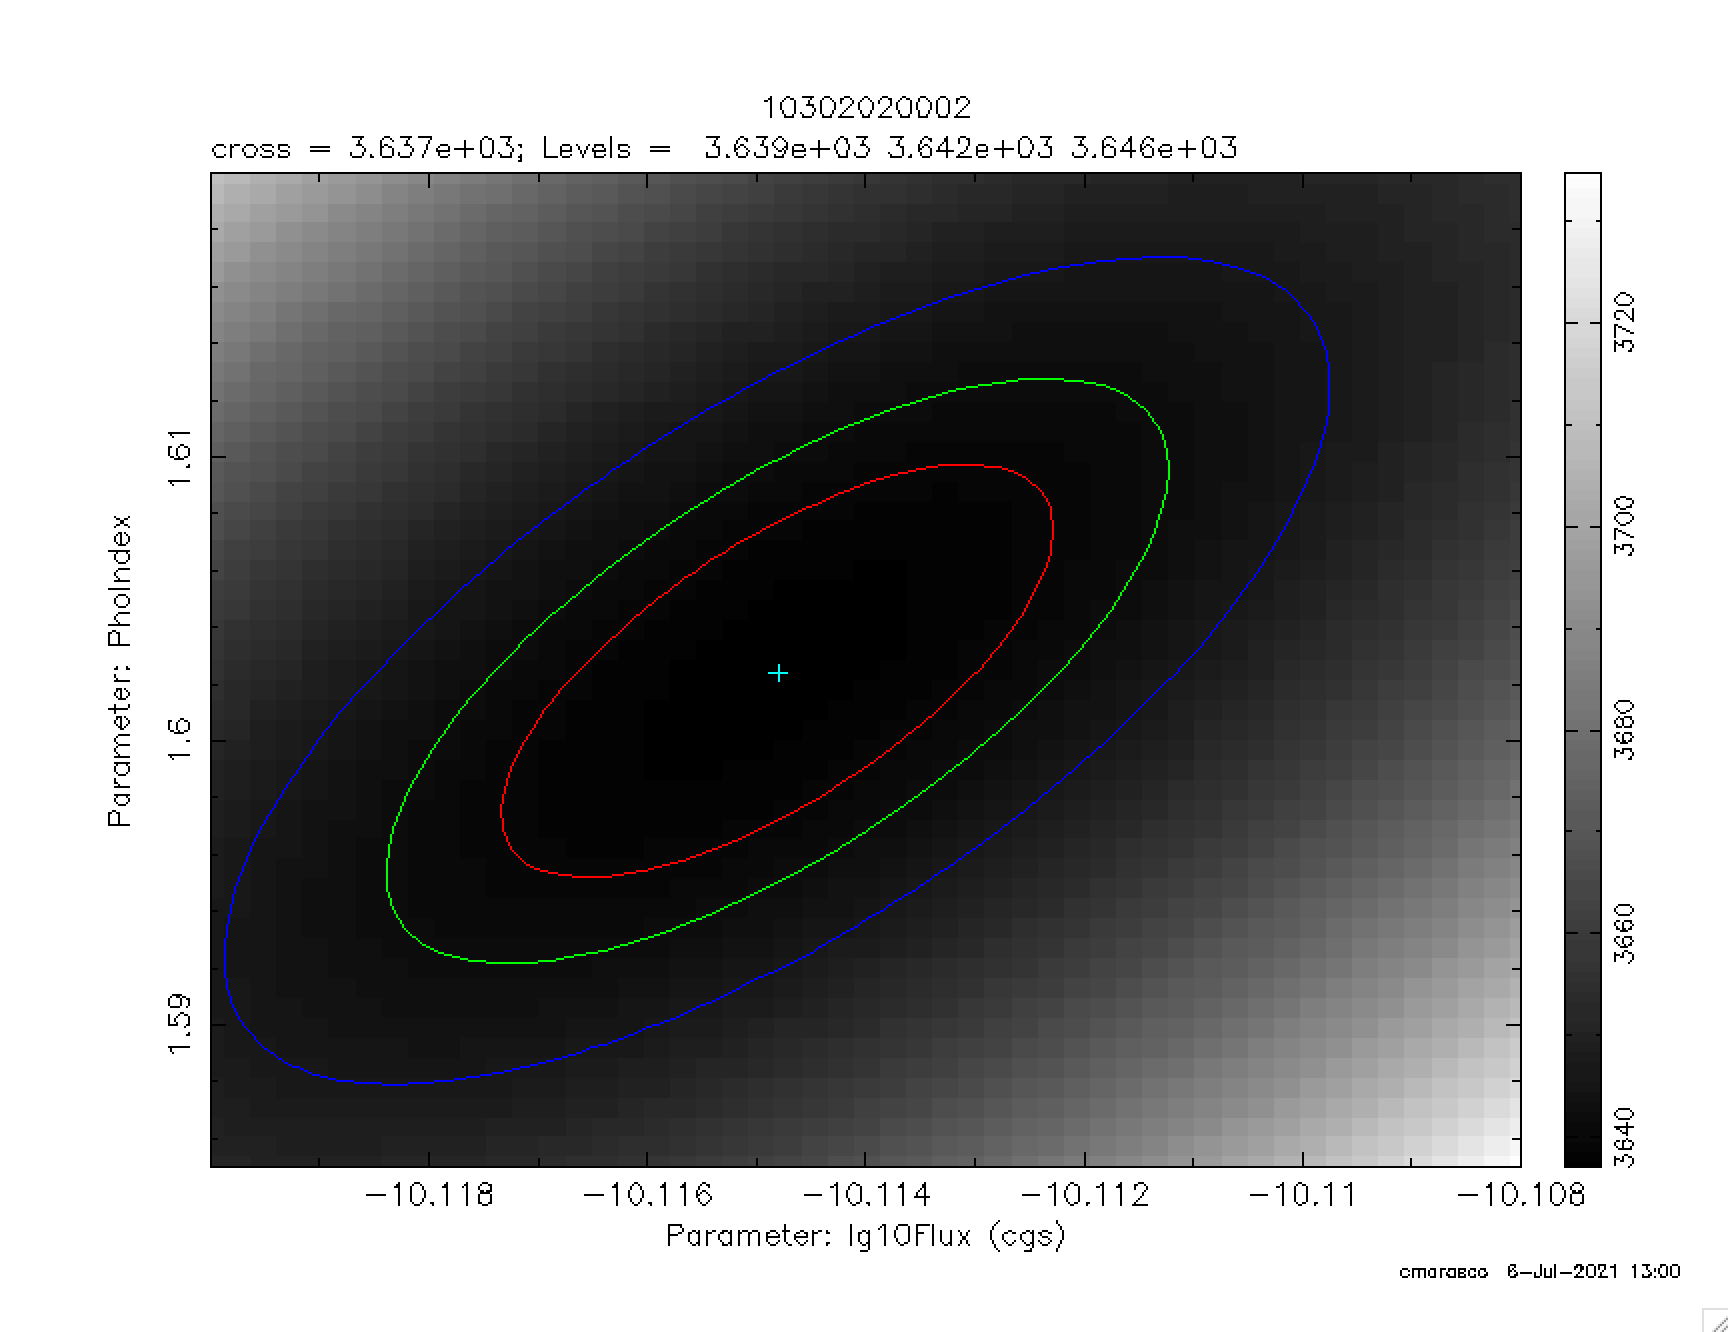 10302020002
cross = 3.637e+03; Levels = 3.639e+03 3.642e+03 3.646e+03
Parameter: PhoIndex
1.61
1.6
1.59
3720
3700
3680
3660
3640
−10.118 −10.116 −10.114 −10.112 −10.11 −10.108
Parameter: lg10Flux (cgs)
cmarasco 6−Jul−2021 13:00